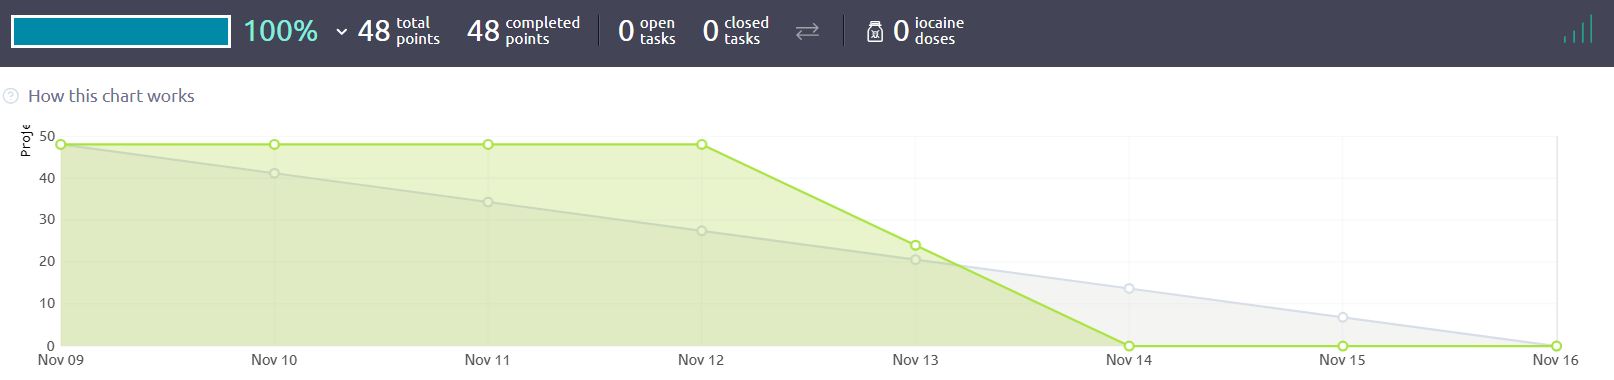 100% 48 total points 48 completed points 0 open tasks 0 closed tasks 0 iocaine doses
How this chart works
Proje
50
40
30
20
10
0
Nov 09 Nov 10 Nov 11 Nov 12 Nov 13 Nov 14 Nov 15 Nov 16